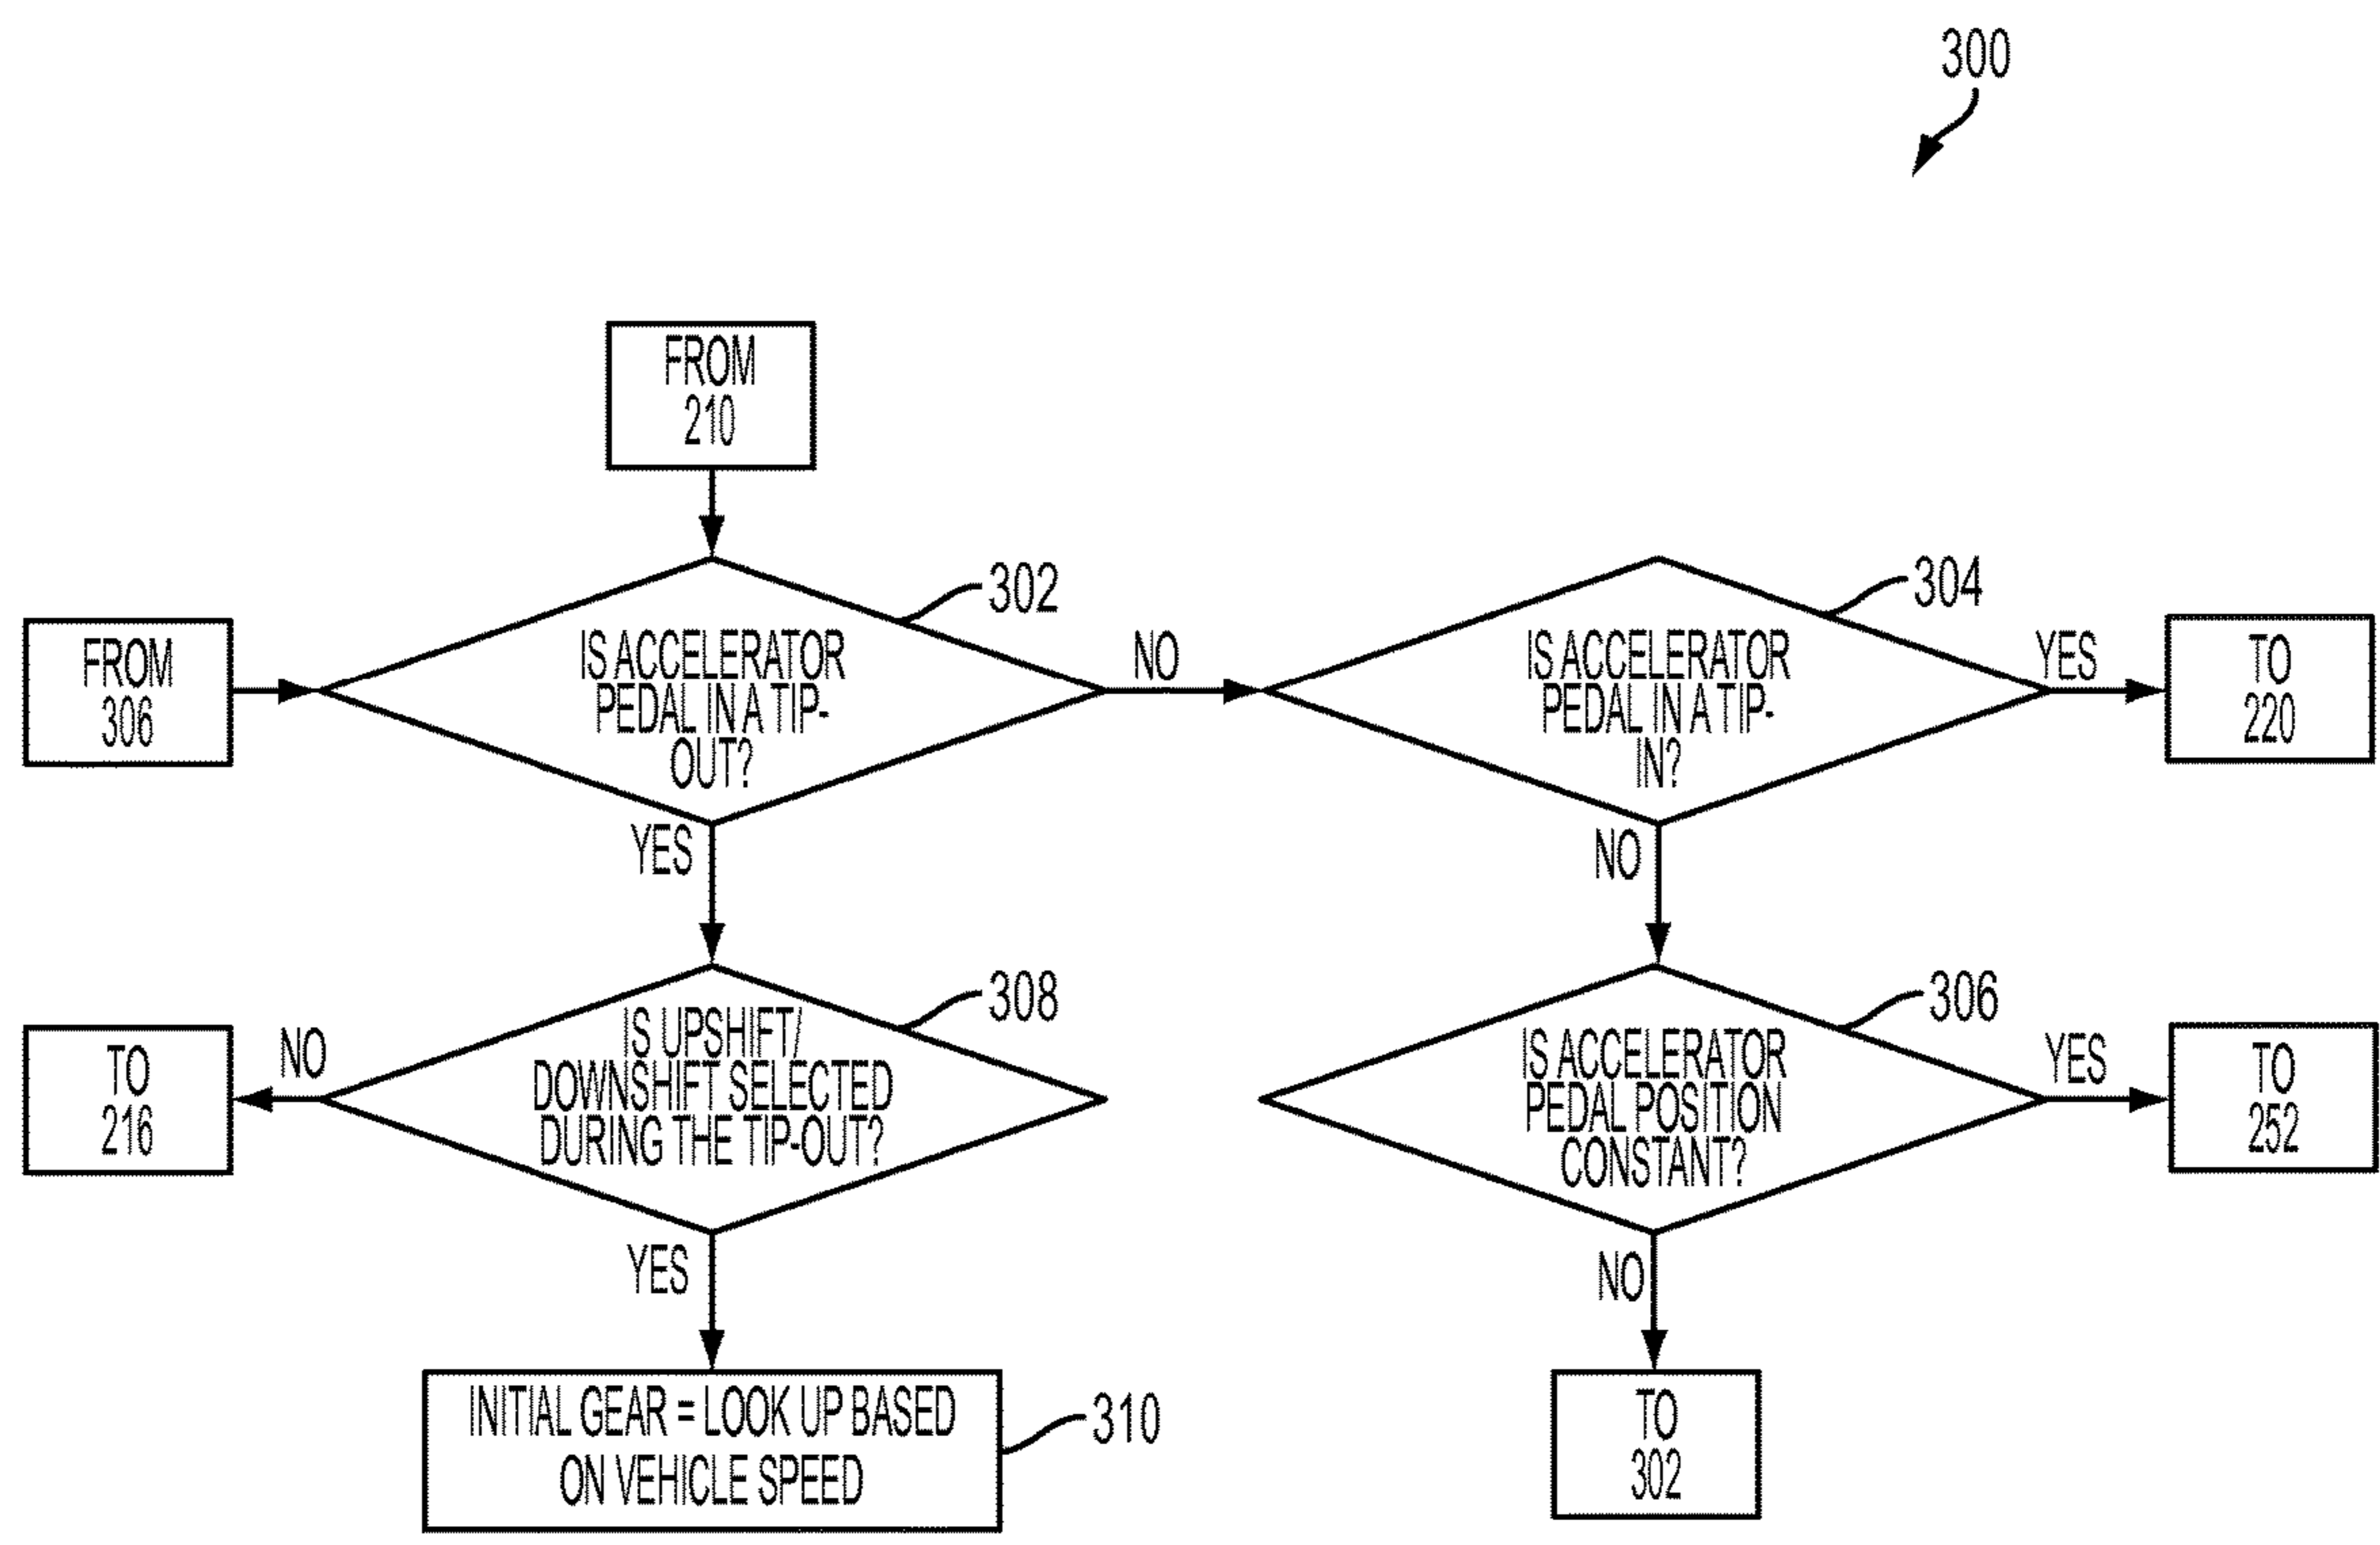 300
FROM
210
302
IS ACCELERATOR
PEDAL IN A TIP-
OUT?
FROM
306
NO
304
IS ACCELERATOR
PEDAL IN A TIP-
IN?
YES
TO
220
YES
NO
308
IS UPSHIFT/
DOWNSHIFT SELECTED
DURING THE TIP-OUT?
NO
TO
216
306
IS ACCELERATOR
PEDAL POSITION
CONSTANT?
YES
TO
252
YES
NO
INITIAL GEAR = LOOK UP BASED
ON VEHICLE SPEED
310
TO
302